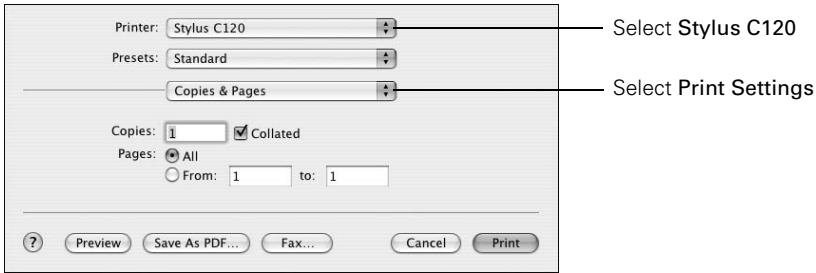 Printer: Stylus C120
Select Stylus C120
Presets: Standard
Copies & Pages
Select Print Settings
Copies: 1 Collated
Pages: All
From: 1 to: 1
? Preview Save As PDF... Fax... Cancel Print